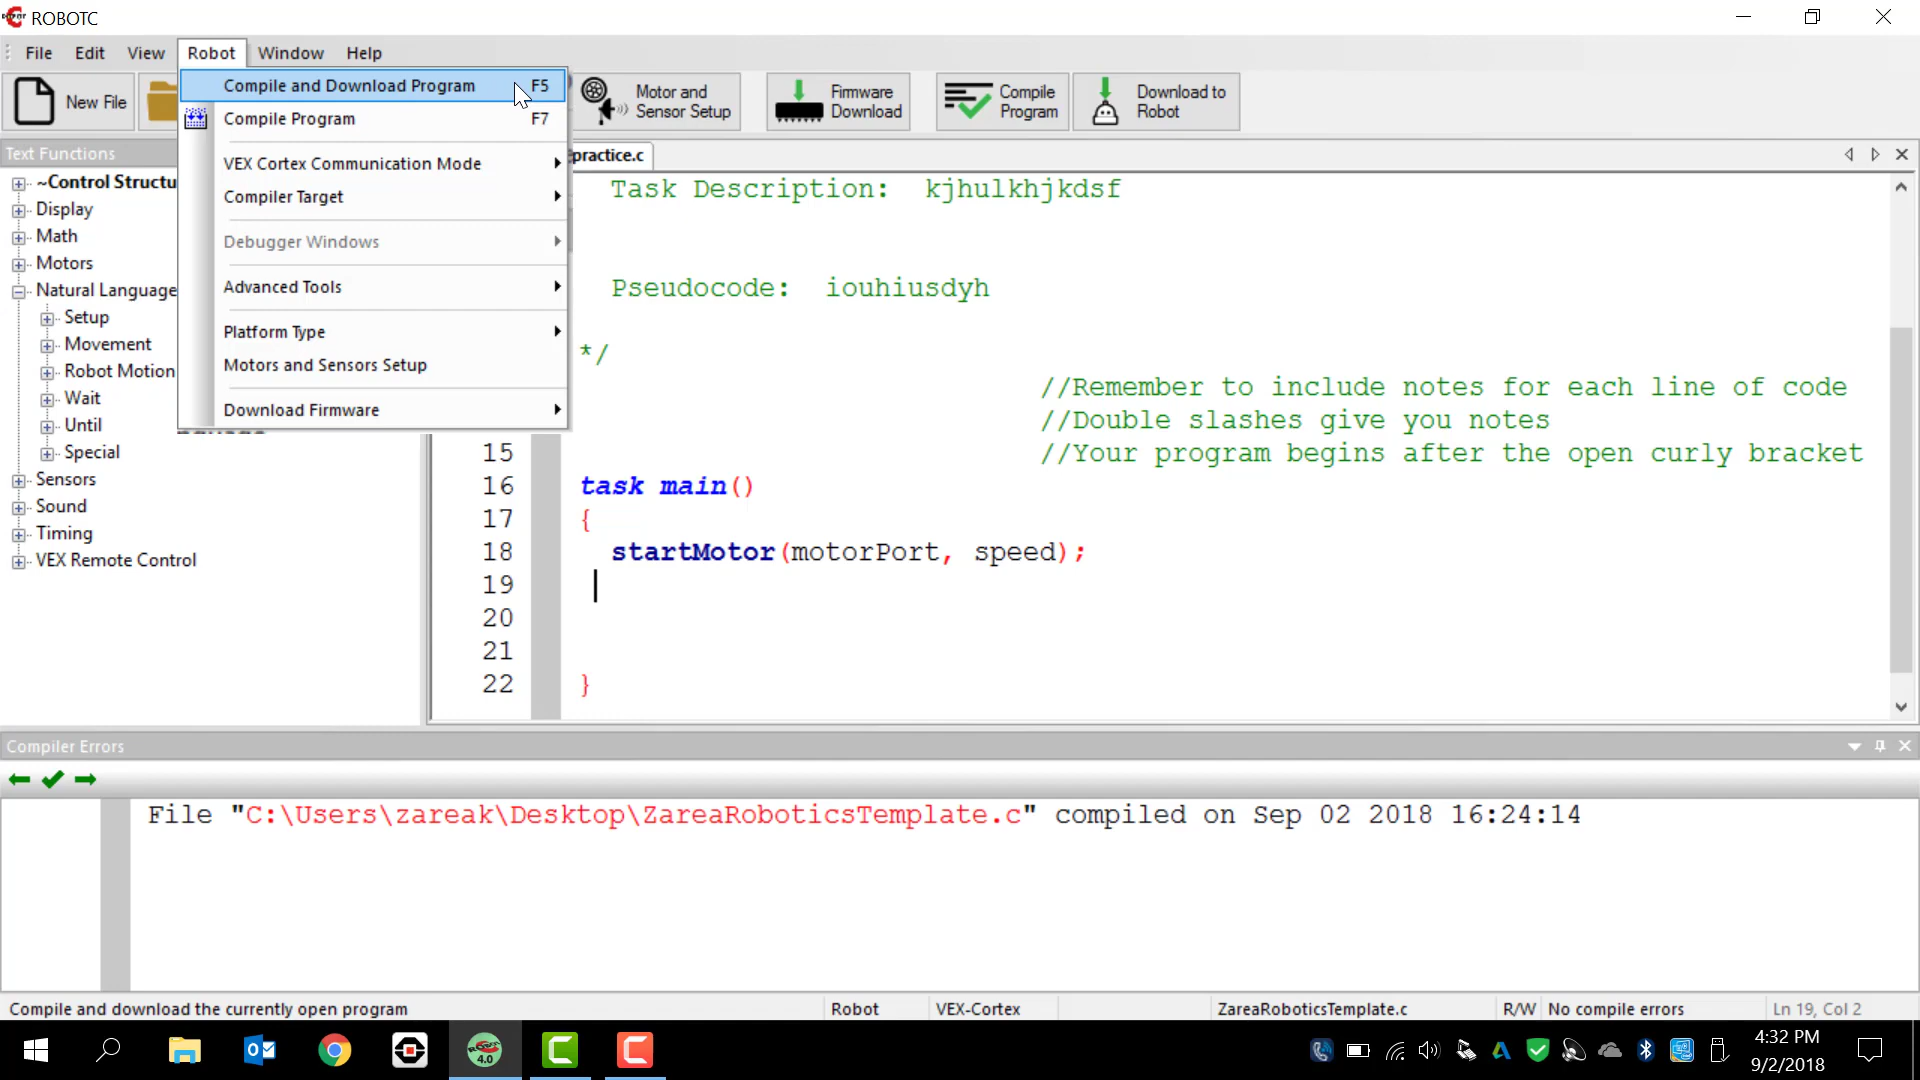 ROBOTC
File Edit View Robot Window Help
New File
Motor and
Sensor Setup
Firmware
Download
Compile
Program
Download to
Robot
Compile and Download Program F5
Compile Program F7
VEX Cortex Communication Mode
Compiler Target
Debugger Windows
Advanced Tools
Platform Type
Motors and Sensors Setup
Download Firmware
Text Functions
~Control Structu
Display
Math
Motors
Natural Language
Setup
Movement
Robot Motion
Wait
Until
Special
Sensors
Sound
Timing
VEX Remote Control
practice.c
Task Description: kjhulkhjkdsf
Pseudocode: iouhiusdyh
*/
//Remember to include notes for each line of code
//Double slashes give you notes
15 //Your program begins after the open curly bracket
16 task main()
17 {
18 startMotor(motorPort, speed);
19
20
21
22 }
Compiler Errors
File "C:\Users\zareak\Desktop\ZareaRoboticsTemplate.c" compiled on Sep 02 2018 16:24:14
Compile and download the currently open program Robot VEX-Cortex ZareaRoboticsTemplate.c R/W No compile errors Ln 19, Col 2
4.0
4:32 PM
9/2/2018